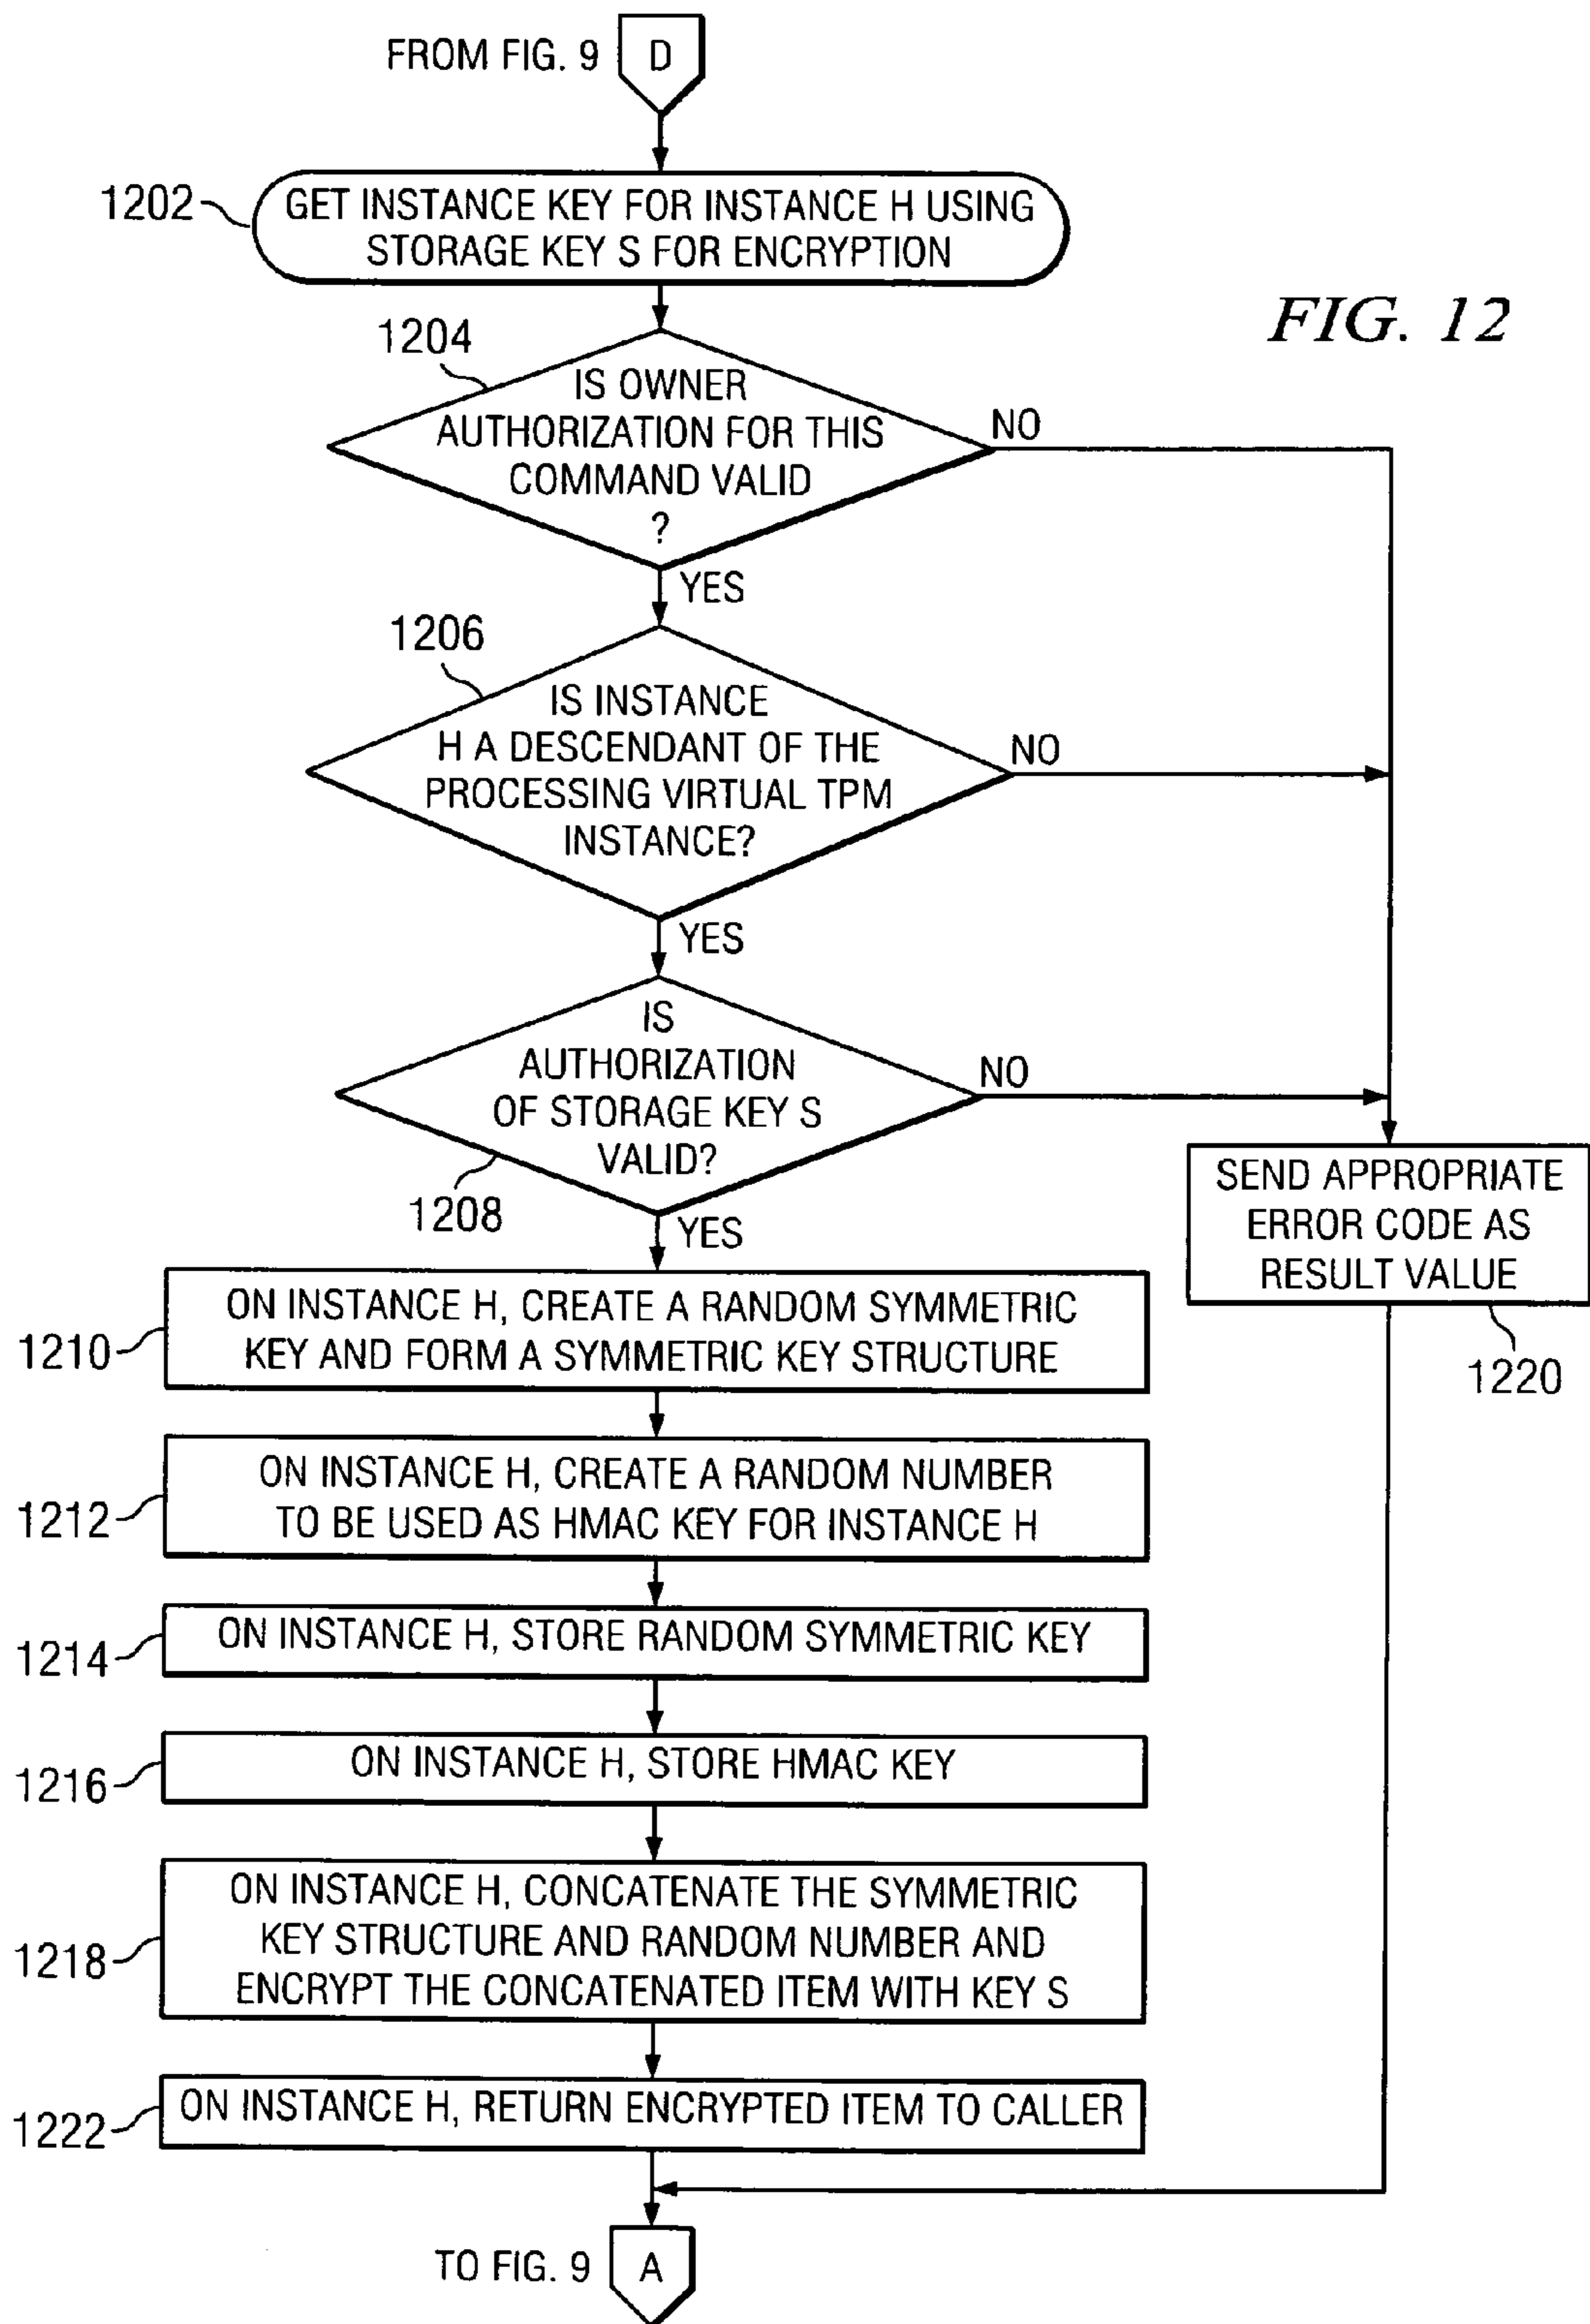 FROM FIG. 9
D
1202
GET INSTANCE KEY FOR INSTANCE H USING
STORAGE KEY S FOR ENCRYPTION
FIG. 12
1204
IS OWNER
AUTHORIZATION FOR THIS
COMMAND VALID
?
NO
YES
1206
IS INSTANCE
H A DESCENDANT OF THE
PROCESSING VIRTUAL TPM
INSTANCE?
NO
YES
IS
AUTHORIZATION
OF STORAGE KEY S
VALID?
NO
1208
YES
SEND APPROPRIATE
ERROR CODE AS
RESULT VALUE
1220
1210
ON INSTANCE H, CREATE A RANDOM SYMMETRIC
KEY AND FORM A SYMMETRIC KEY STRUCTURE
1212
ON INSTANCE H, CREATE A RANDOM NUMBER
TO BE USED AS HMAC KEY FOR INSTANCE H
1214
ON INSTANCE H, STORE RANDOM SYMMETRIC KEY
1216
ON INSTANCE H, STORE HMAC KEY
1218
ON INSTANCE H, CONCATENATE THE SYMMETRIC
KEY STRUCTURE AND RANDOM NUMBER AND
ENCRYPT THE CONCATENATED ITEM WITH KEY S
1222
ON INSTANCE H, RETURN ENCRYPTED ITEM TO CALLER
TO FIG. 9
A